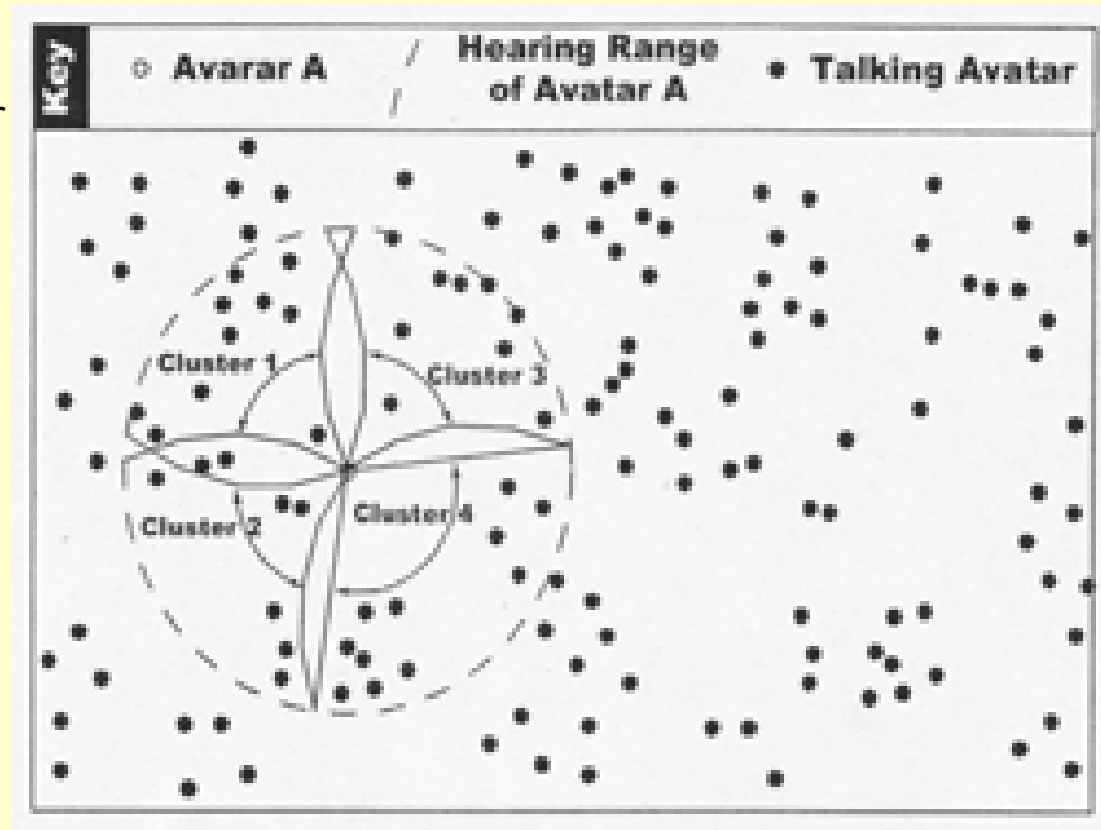 Key
Avarar A
Hearing Range
of Avatar A
Talking Avatar
Cluster 1
Cluster 3
Cluster 2
Cluster 4